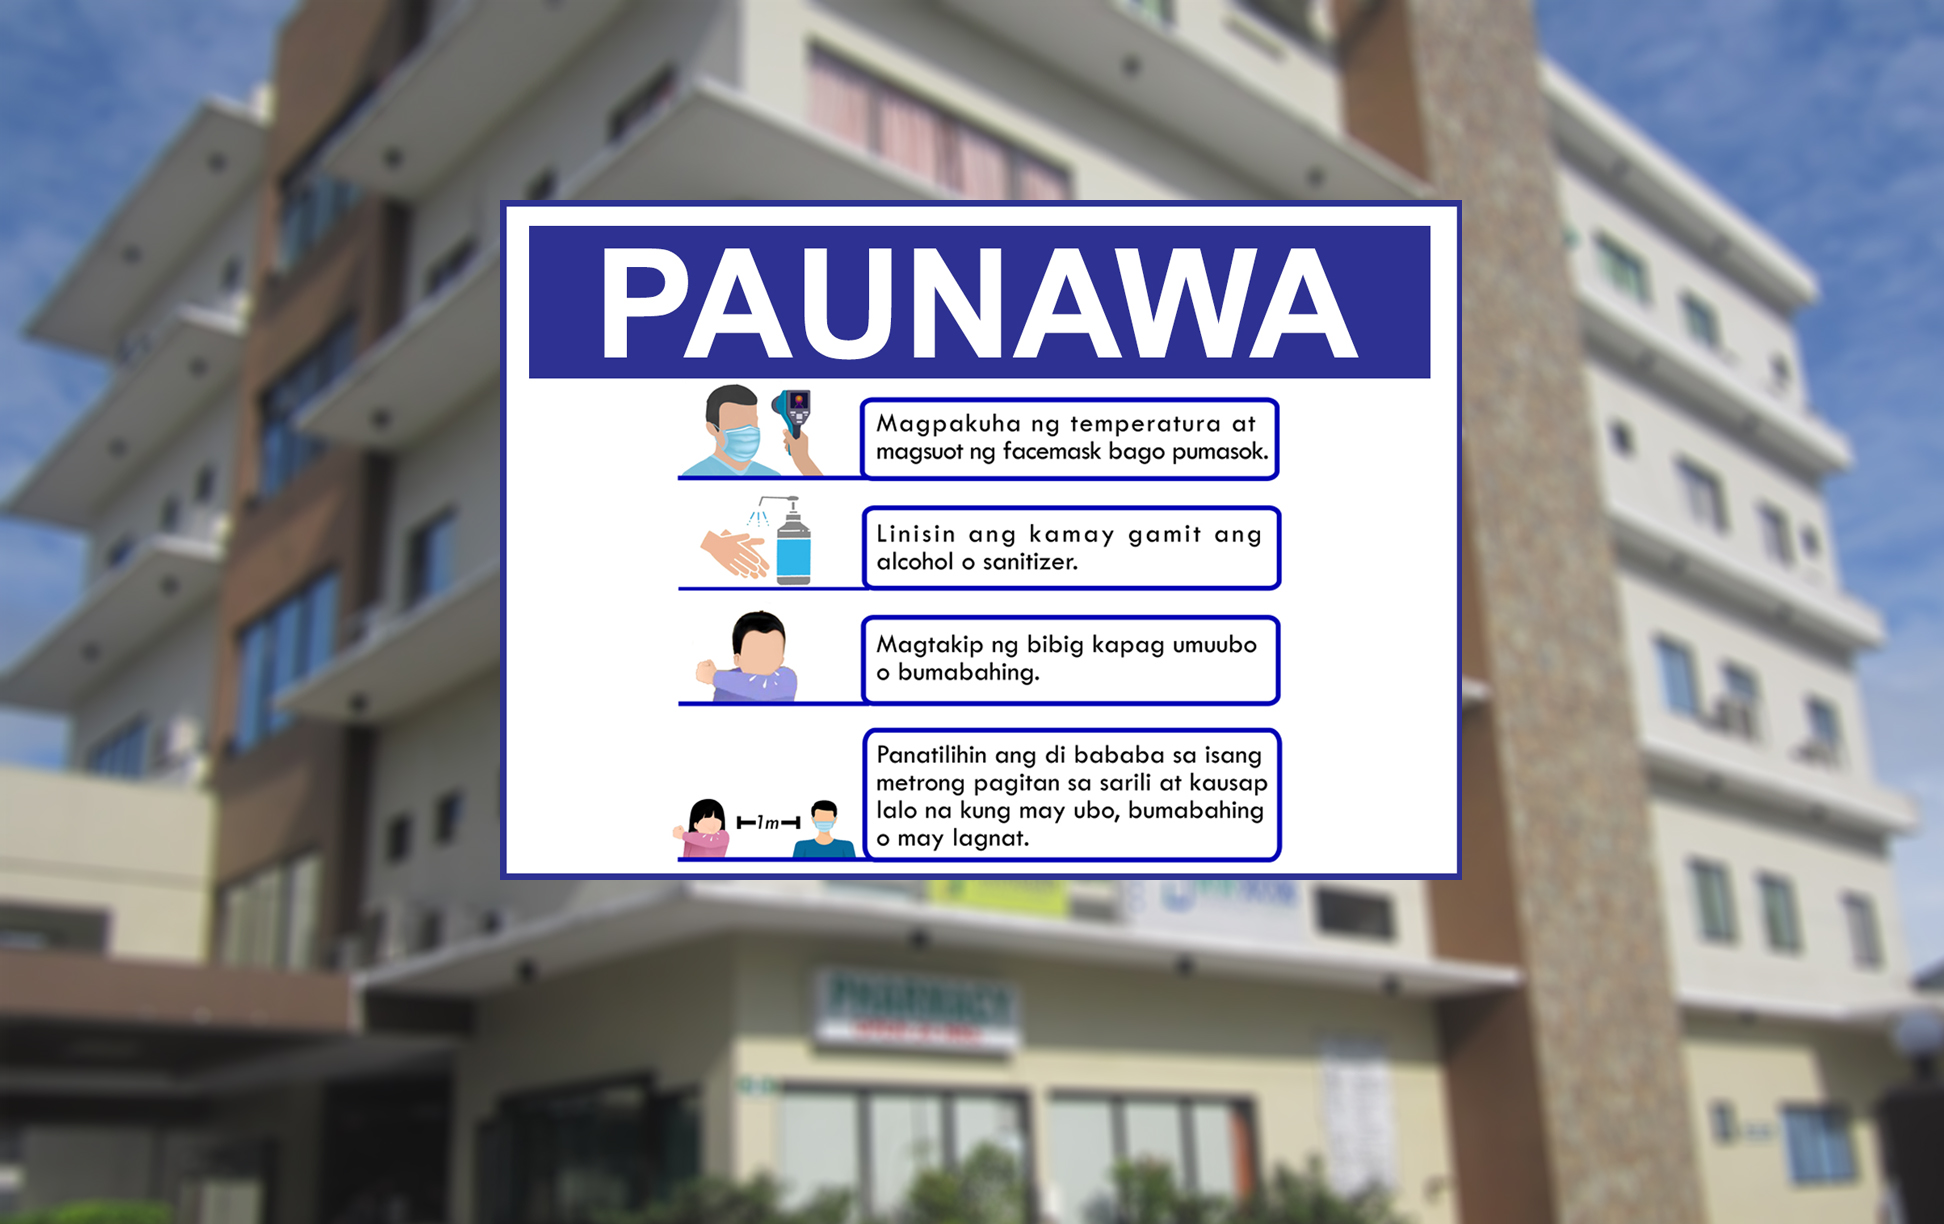 PAUNAWA
Magpakuha ng temperatura at
magsuot ng facemask bago pumasok.
Linisin ang kamay gamit ang
alcohol o sanitizer.
Magtakip ng bibig kapag umuubo
o bumabahing.
Panatilihin ang di bababa sa isang
metrong pagitan sa sarili at kausap
lalo na kung may ubo, bumabahing
o may lagnat.
1m
PHARMACY